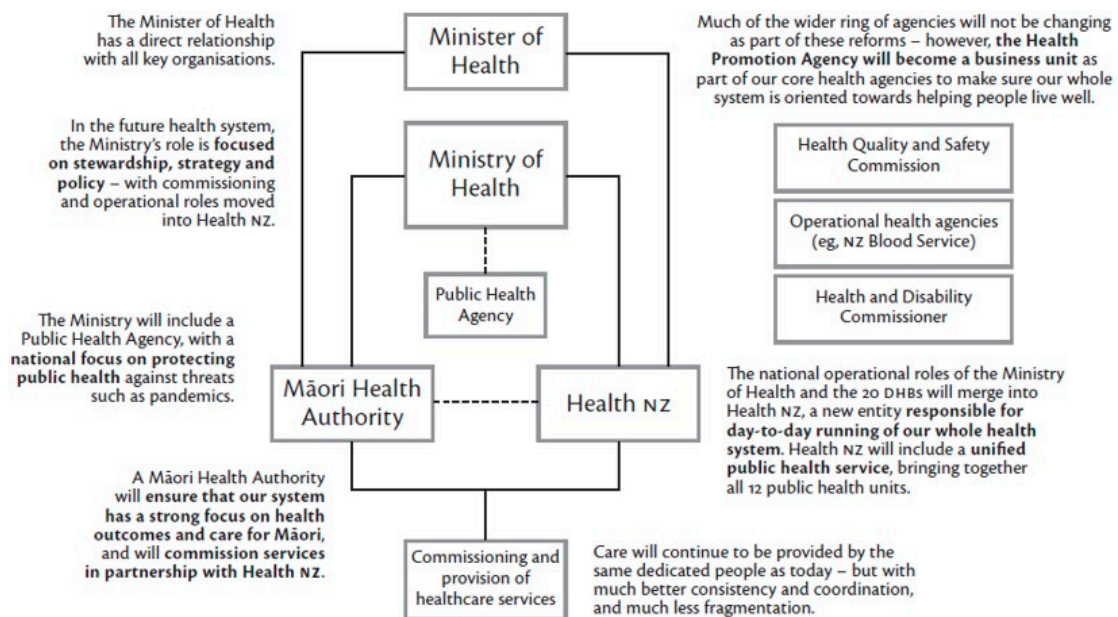 The Minister of Health
has a direct relationship
with all key organisations.
Minister of
Health
Much of the wider ring of agencies will not be changing
as part of these reforms – however, the Health
Promotion Agency will become a business unit as
part of our core health agencies to make sure our whole
system is oriented towards helping people live well.
In the future health system,
the Ministry's role is focused
on stewardship, strategy and
policy – with commissioning
and operational roles moved
into Health NZ.
Ministry of
Health
Health Quality and Safety
Commission
Operational health agencies
(eg, NZ Blood Service)
Health and Disability
Commissioner
Public Health
Agency
The Ministry will include a
Public Health Agency, with a
national focus on protecting
public health against threats
such as pandemics.
Māori Health
Authority
Health NZ
The national operational roles of the Ministry
of Health and the 20 DHBs will merge into
Health NZ, a new entity responsible for
day-to-day running of our whole health
system. Health NZ will include a unified
public health service, bringing together
all 12 public health units.
A Māori Health Authority
will ensure that our system
has a strong focus on health
outcomes and care for Māori,
and will commission services
in partnership with Health NZ.
Commissioning and
provision of
healthcare services
Care will continue to be provided by the
same dedicated people as today – but with
much better consistency and coordination,
and much less fragmentation.